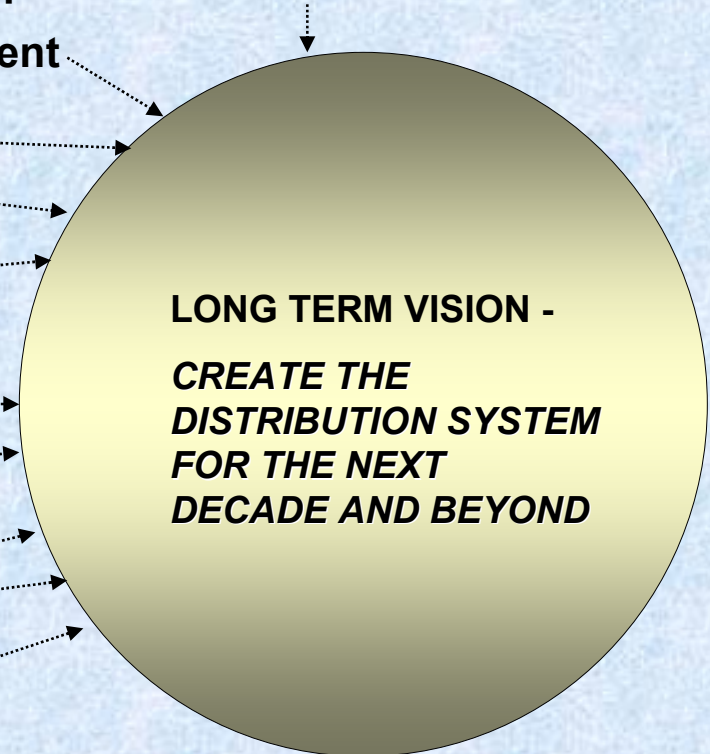 ent
LONG TERM VISION -
CREATE THE
DISTRIBUTION SYSTEM
FOR THE NEXT
DECADE AND BEYOND